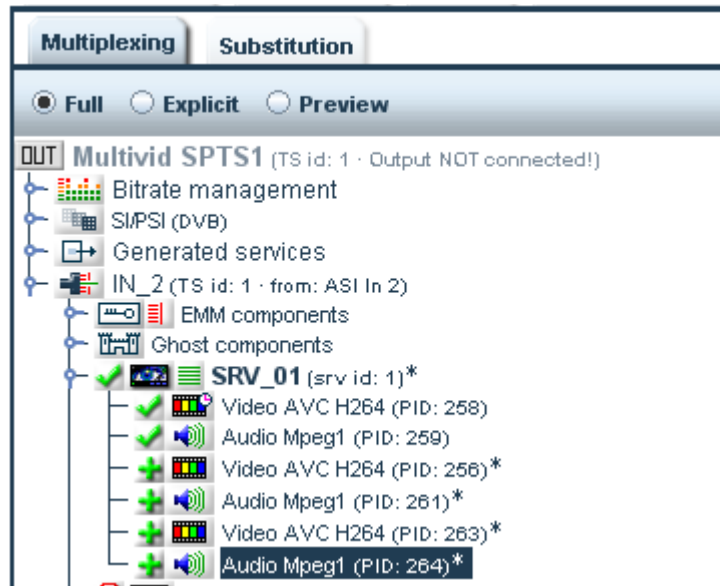 Multiplexing Substitution
Full Explicit Preview
OUT Multivid SPTS1 (TS id: 1 · Output NOT connected!)
Bitrate management
SI/PSI (DVB)
Generated services
IN_2 (TS id: 1 · from: ASI In 2)
EMM components
Ghost components
SRV_01 (srv id: 1)*
Video AVC H264 (PID: 258)
Audio Mpeg1 (PID: 259)
Video AVC H264 (PID: 256)*
Audio Mpeg1 (PID: 261)*
Video AVC H264 (PID: 263)*
Audio Mpeg1 (PID: 264)*